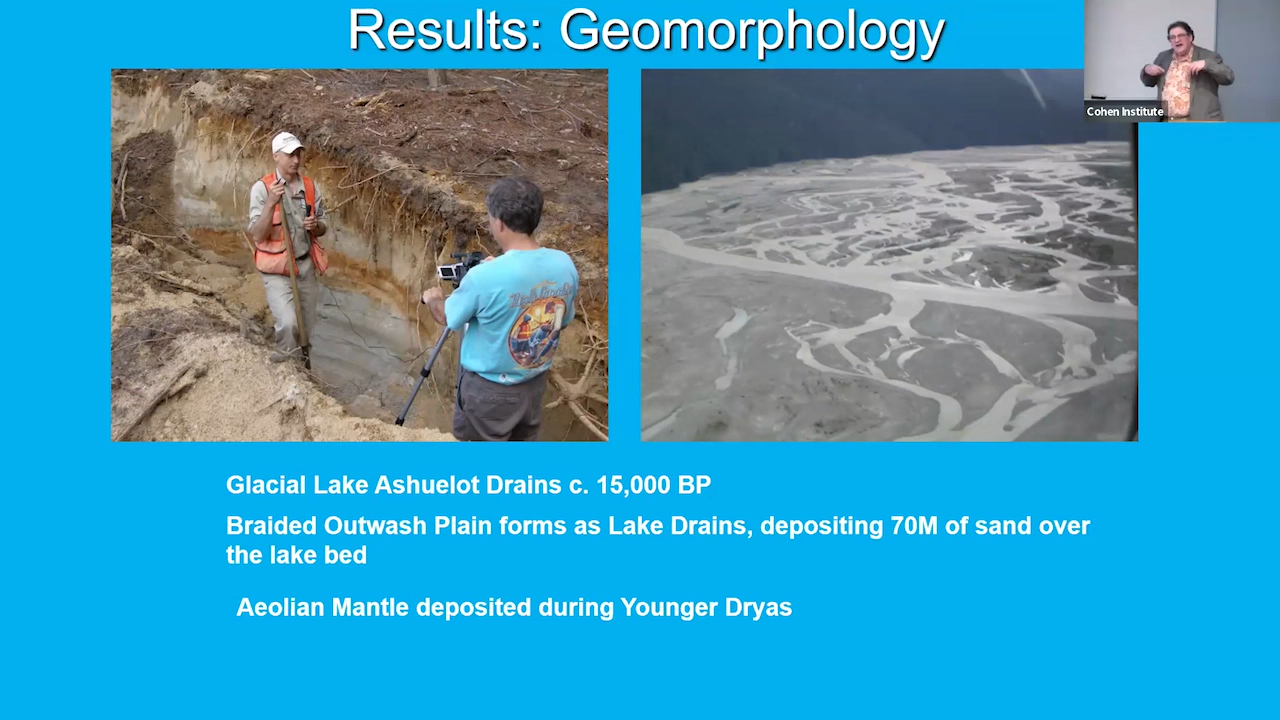 Results: Geomorphology
Cohen Institute
Glacial Lake Ashuelot Drains c. 15,000 BP
Braided Outwash Plain forms as Lake Drains, depositing 70M of sand over
the lake bed
Aeolian Mantle deposited during Younger Dryas